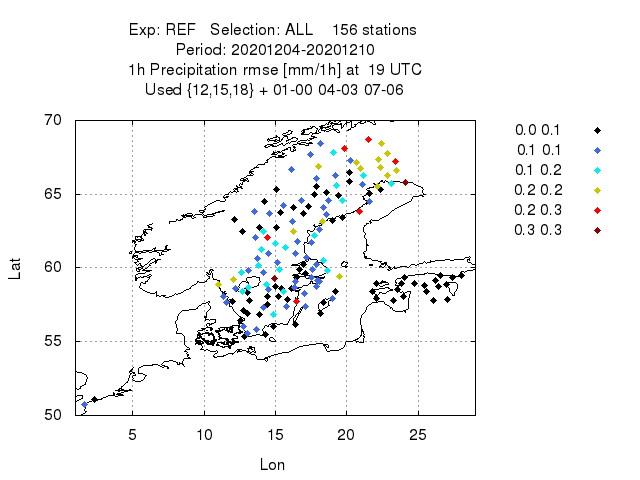 Exp: REF Selection: ALL 156 stations
Period: 20201204-20201210
1h Precipitation rmse [mm/1h] at 19 UTC
Used {12,15,18} + 01-00 04-03 07-06
70
65
60
55
50
Lat
5 10 15 20 25
Lon
0.0 0.1
0.1 0.1
0.1 0.2
0.2 0.2
0.2 0.3
0.3 0.3